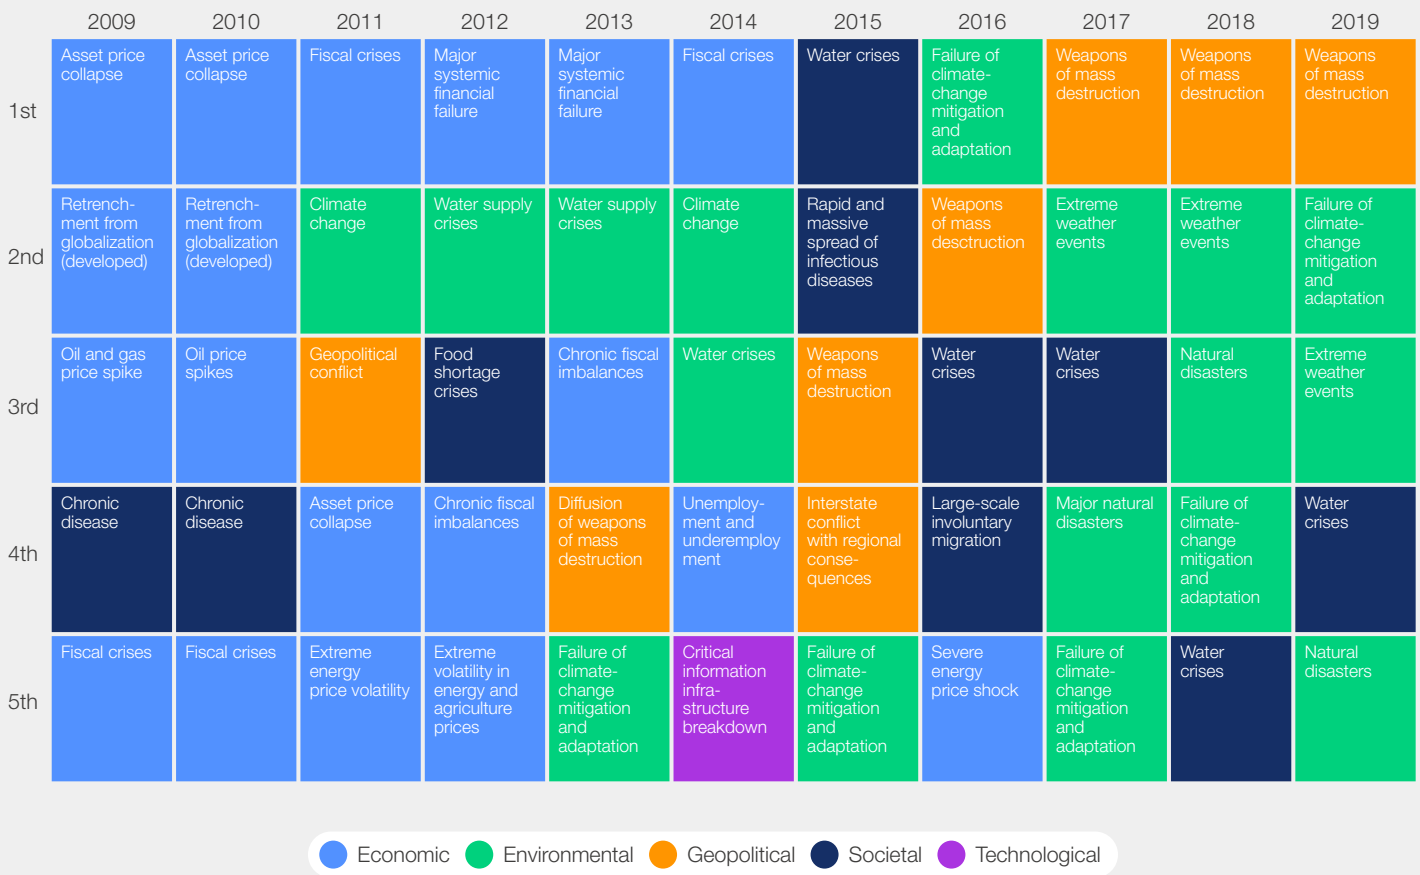 2009 2010 2011 2012 2013 2014 2015 2016 2017 2018 2019
1st
Asset price
collapse
Asset price
collapse
Fiscal crises
Major
systemic
financial
failure
Major
systemic
financial
failure
Fiscal crises
Water crises
Failure of
climate-
change
mitigation
and
adaptation
Weapons
of mass
destruction
Weapons
of mass
destruction
Weapons
of mass
destruction
2nd
Retrench-
ment from
globalization
(developed)
Retrench-
ment from
globalization
(developed)
Climate
change
Water supply
crises
Water supply
crises
Climate
change
Rapid and
massive
spread of
infectious
diseases
Weapons
of mass
desctruction
Extreme
weather
events
Extreme
weather
events
Failure of
climate-
change
mitigation
and
adaptation
3rd
Oil and gas
price spike
Oil price
spikes
Geopolitical
conflict
Food
shortage
crises
Chronic fiscal
imbalances
Water crises
Weapons
of mass
destruction
Water
crises
Water
crises
Natural
disasters
Extreme
weather
events
4th
Chronic
disease
Chronic
disease
Asset price
collapse
Chronic fiscal
imbalances
Diffusion
of weapons
of mass
destruction
Unemploy-
ment and
underemploy
ment
Interstate
conflict
with regional
conse-
quences
Large-scale
involuntary
migration
Major natural
disasters
Failure of
climate-
change
mitigation
and
adaptation
Water
crises
5th
Fiscal crises
Fiscal crises
Extreme
energy
price volatility
Extreme
volatility in
energy and
agriculture
prices
Failure of
climate-
change
mitigation
and
adaptation
Critical
information
infra-
structure
breakdown
Failure of
climate-
change
mitigation
and
adaptation
Severe
energy
price shock
Failure of
climate-
change
mitigation
and
adaptation
Water
crises
Natural
disasters
Economic Environmental Geopolitical Societal Technological